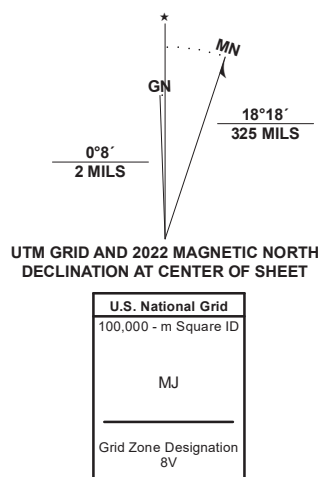 MN
GN
18°18´
325 MILS
0°8´
2 MILS
UTM GRID AND 2022 MAGNETIC NORTH
DECLINATION AT CENTER OF SHEET
U.S. National Grid
100,000 - m Square ID
MJ
Grid Zone Designation
8V